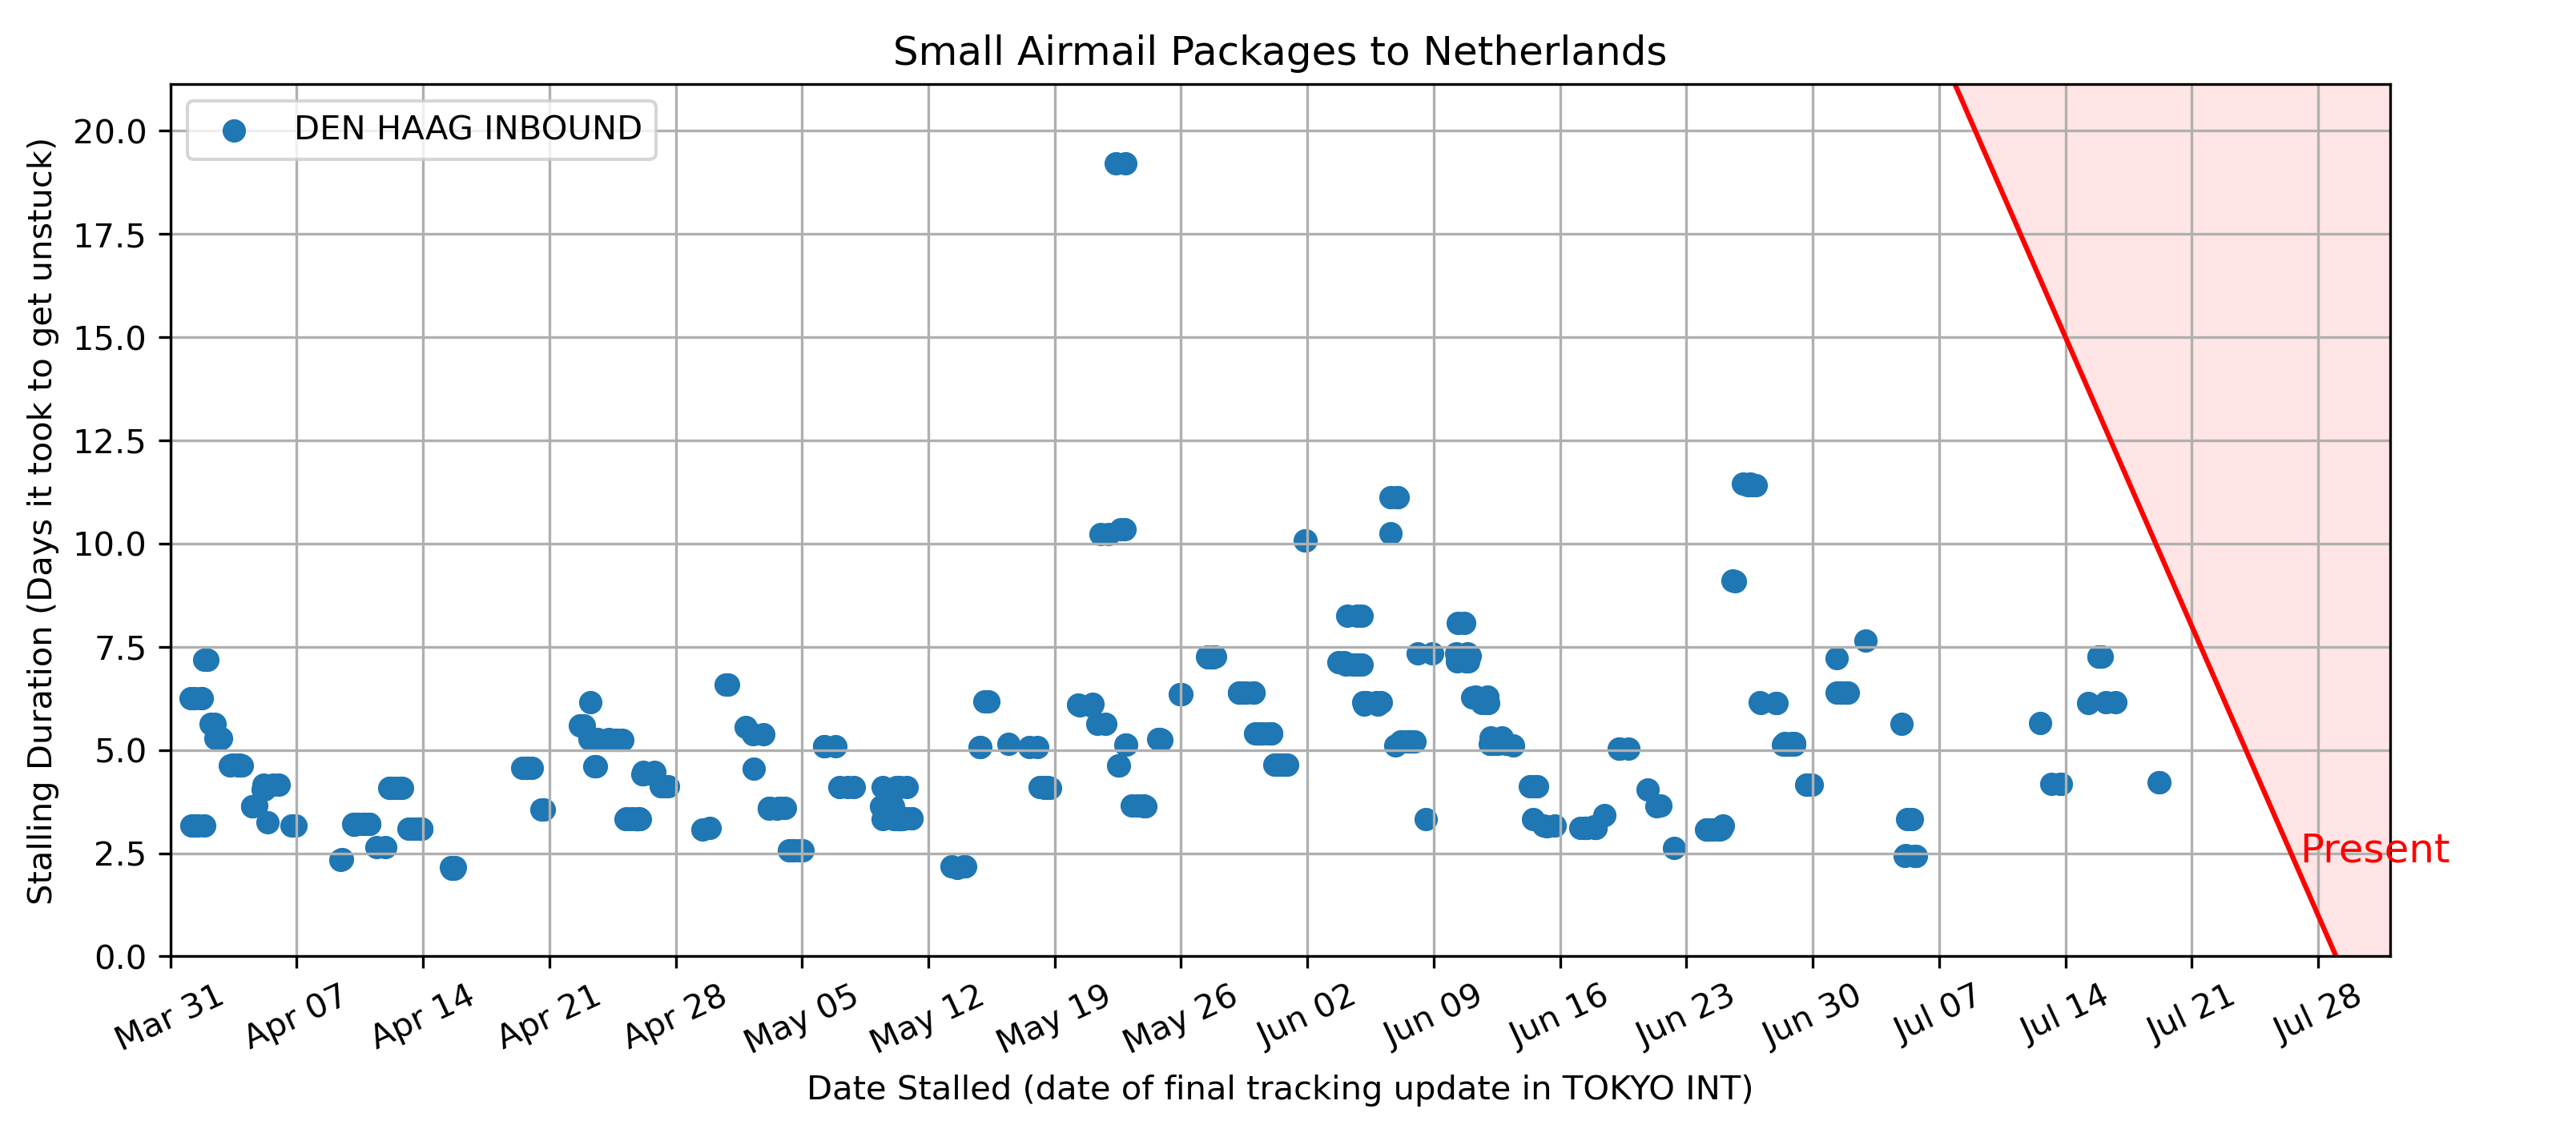 Small Airmail Packages to Netherlands
DEN HAAG INBOUND
Stalling Duration (Days it took to get unstuck)
20.0
17.5
15.0
12.5
10.0
7.5
5.0
2.5
0.0
Present
Mar 31
Apr 07
Apr 14
Apr 21
Apr 28
May 05
May 12
May 19
May 26
Jun 02
Jun 09
Jun 16
Jun 23
Jun 30
Jul 07
Jul 14
Jul 21
Jul 28
Date Stalled (date of final tracking update in TOKYO INT)